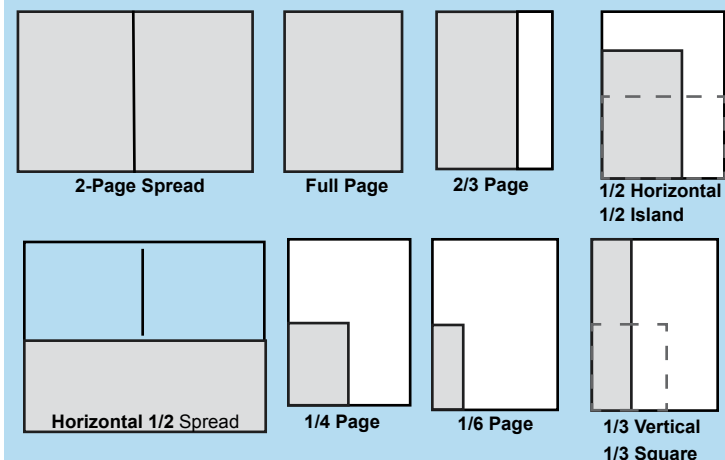 2-Page Spread
Full Page
2/3 Page
1/2 Horizontal
1/2 Island
Horizontal 1/2 Spread
1/4 Page
1/6 Page
1/3 Vertical
1/3 Square